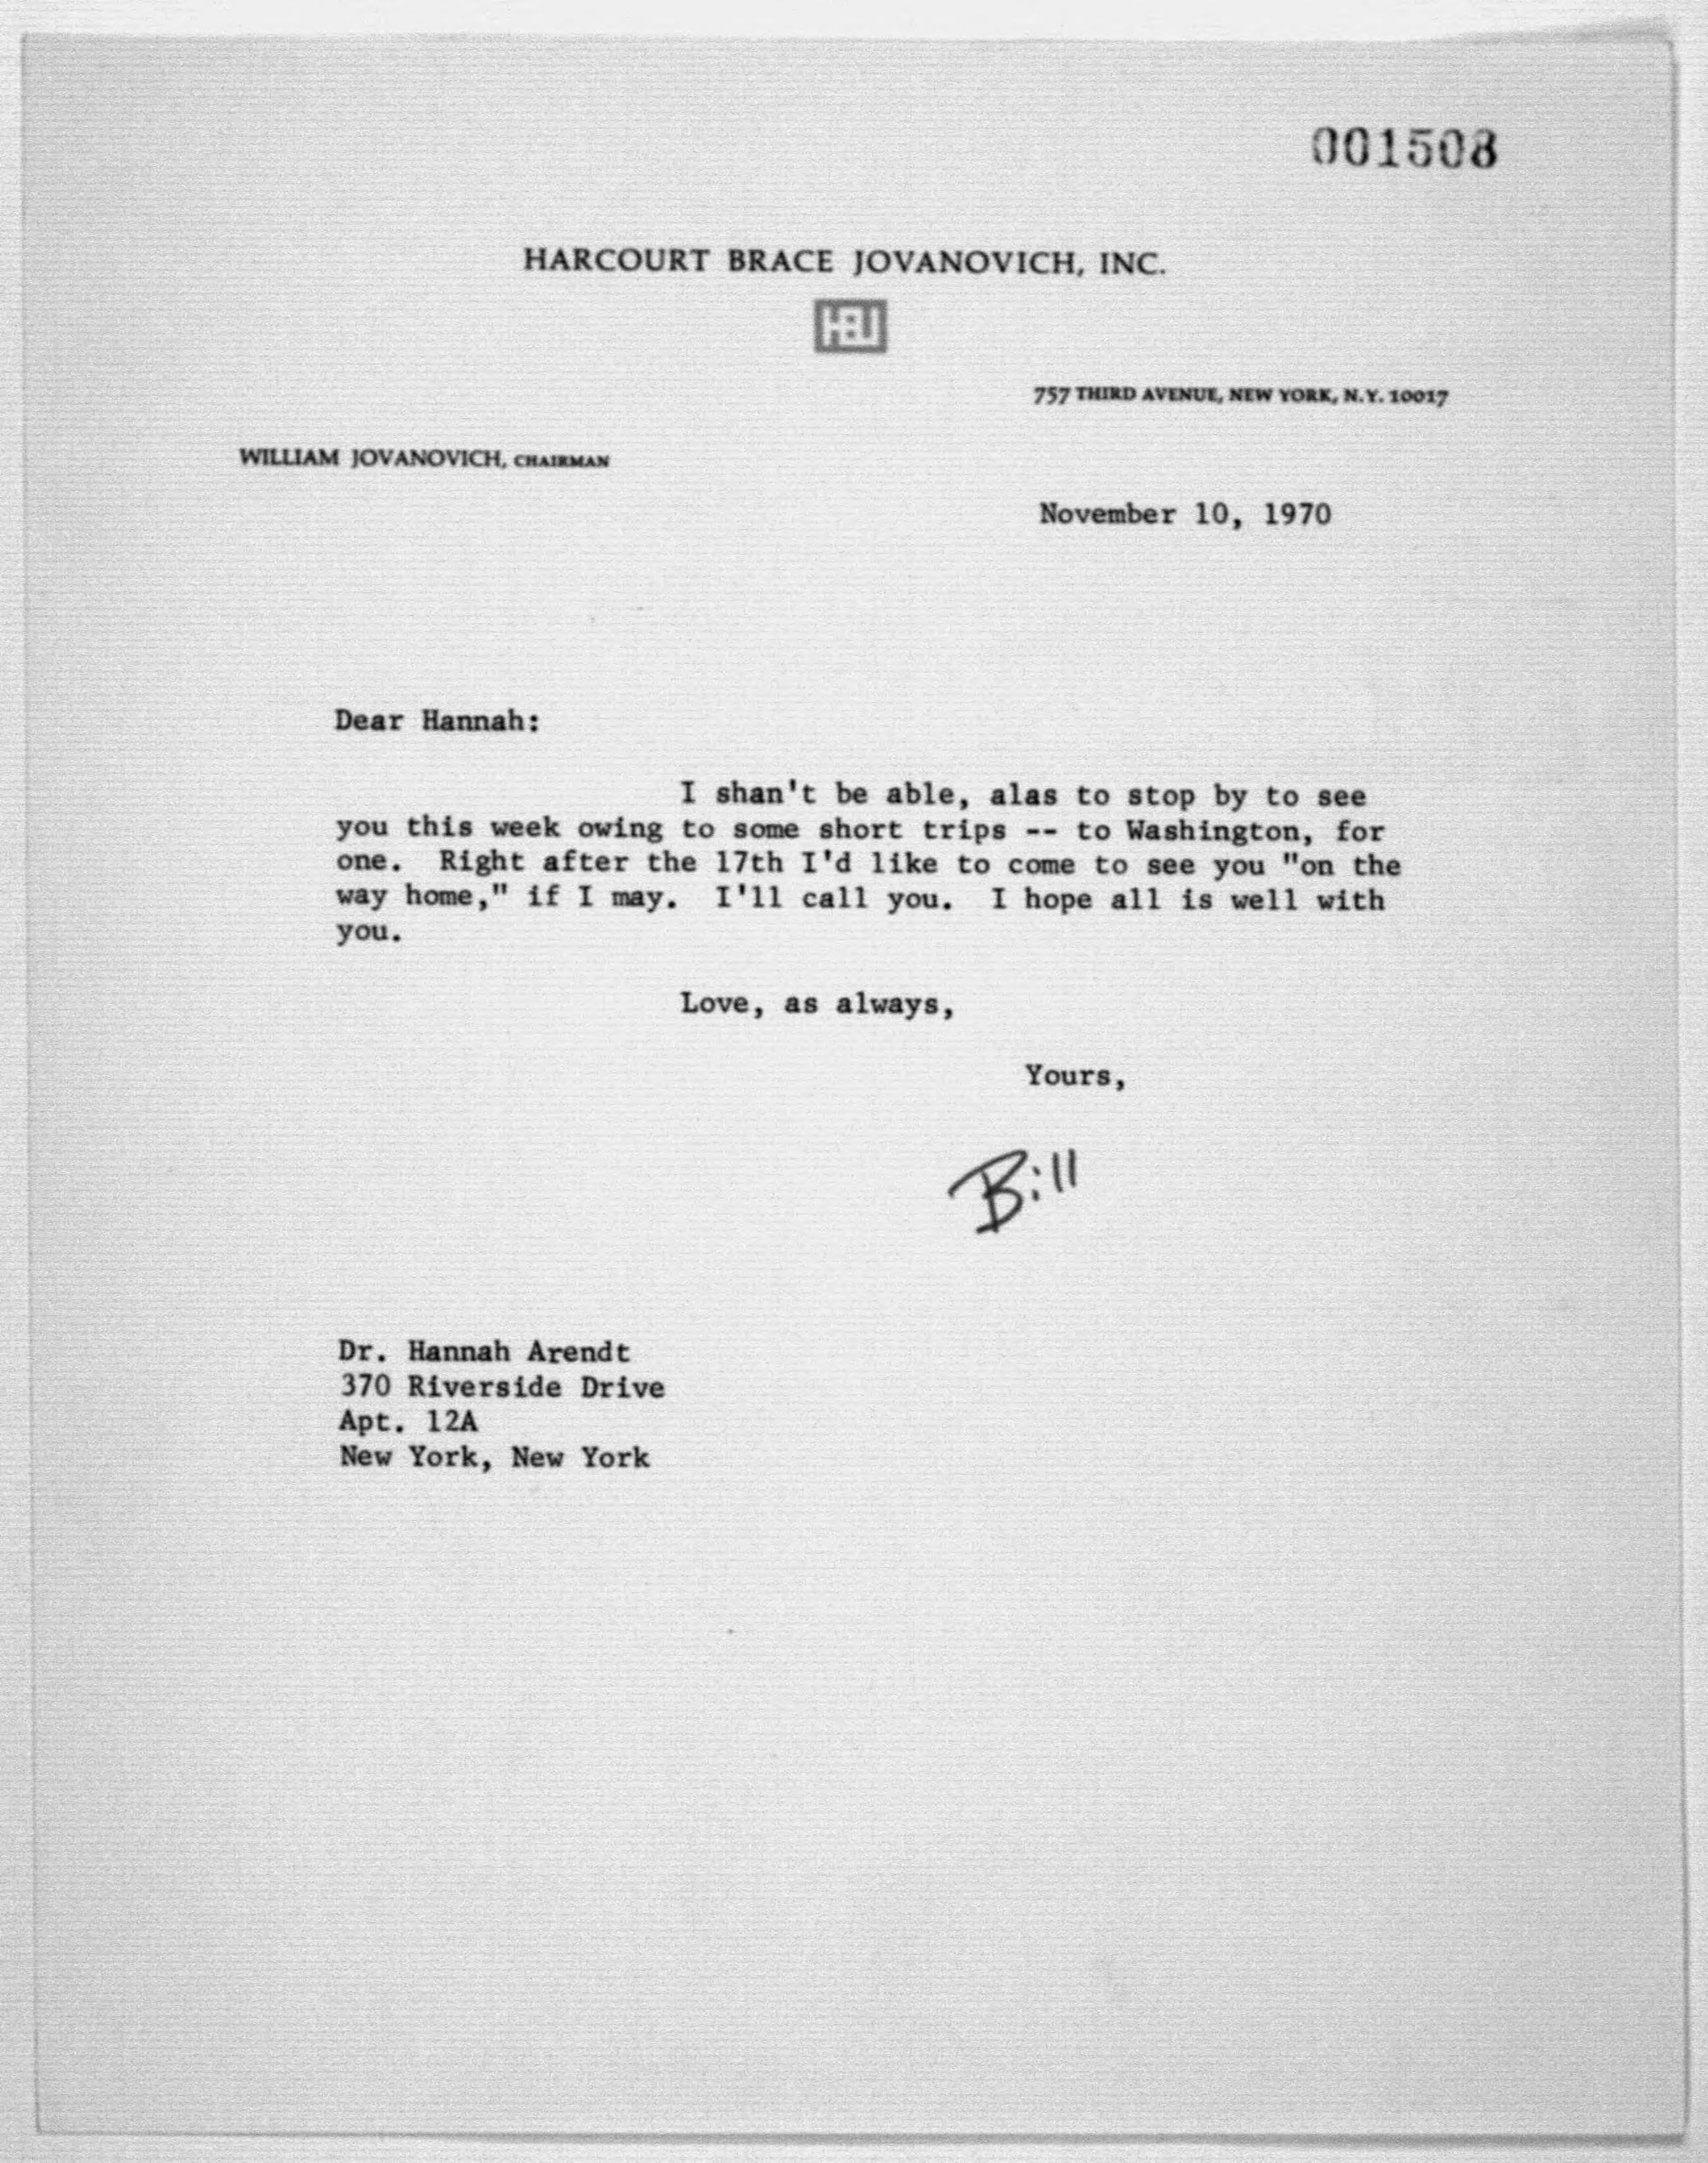 001508
HARCOURT BRACE JOVANOVICH, INC.
HBJ
757 THIRD AVENUE, NEW YORK, N.Y. 10017
WILLIAM JOVANOVICH, CHAIRMAN
November 10, 1970
Dear Hannah:
I shan't be able, alas to stop by to see
you this week owing to some short trips -- to Washington, for
one.  Right after the 17th I'd like to come to see you "on the
way home," if I may.  I'll call you.  I hope all is well with
you.
Love, as always,
Yours,
Bill
Dr. Hannah Arendt
370 Riverside Drive
Apt. 12A
New York, New York